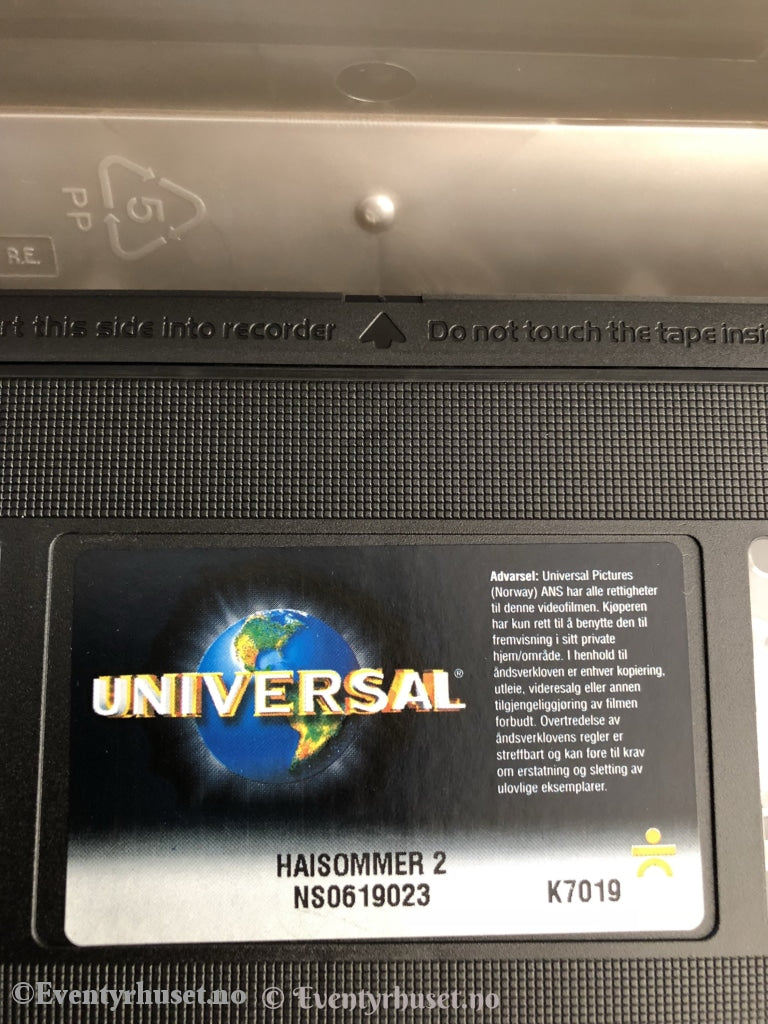 5
PP
R.E.
this side into recorder Do not touch the tape
UNIVERSAL®
Advarsel: Universal Pictures
(Norway) ANS har alle rettigheter
til denne videofilmen. Kjøperen
har kun rett til å benytte den til
fremvisning i sitt private
hjem/område. I henhold til
åndsverkloven er enhver kopiering,
utleie, videresalg eller annen
tilgjengeliggjøring av filmen
forbudt. Overtredelse av
åndsverklovens regler er
streffbart og kan føre til krav
om erstatning og sletting av
ulovlige eksemplarer.
HAISOMMER 2
NS0619023
K7019
©Eventyrhuset.no © Eventyrhuset.no